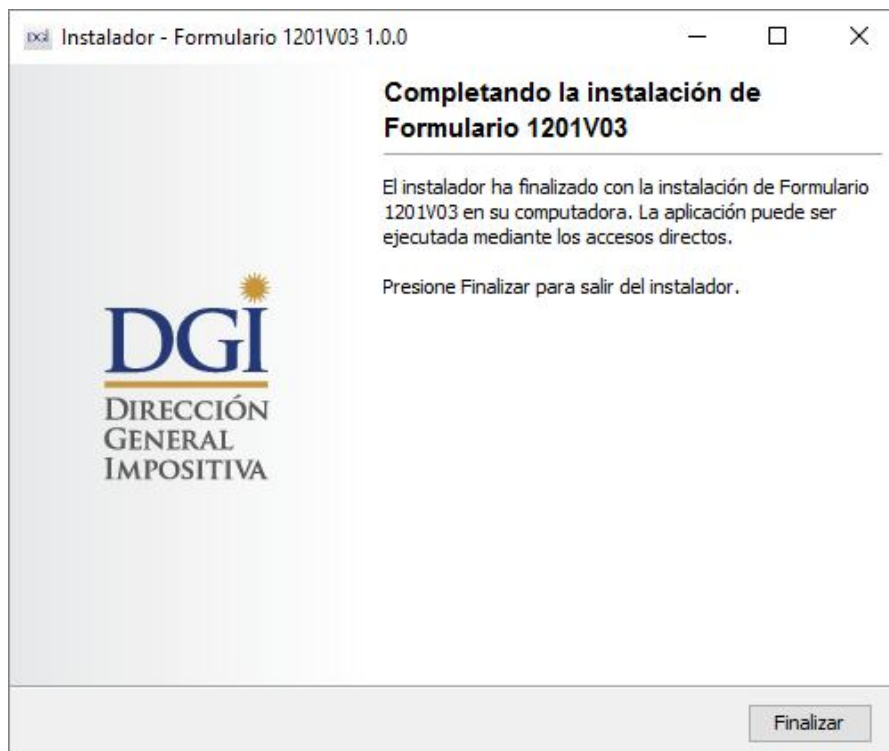 DGI Instalador - Formulario 1201V03 1.0.0
Completando la instalación de
Formulario 1201V03
El instalador ha finalizado con la instalación de Formulario
1201V03 en su computadora. La aplicación puede ser
ejecutada mediante los accesos directos.
Presione Finalizar para salir del instalador.
DGI
DIRECCIÓN
GENERAL
IMPOSITIVA
Finalizar